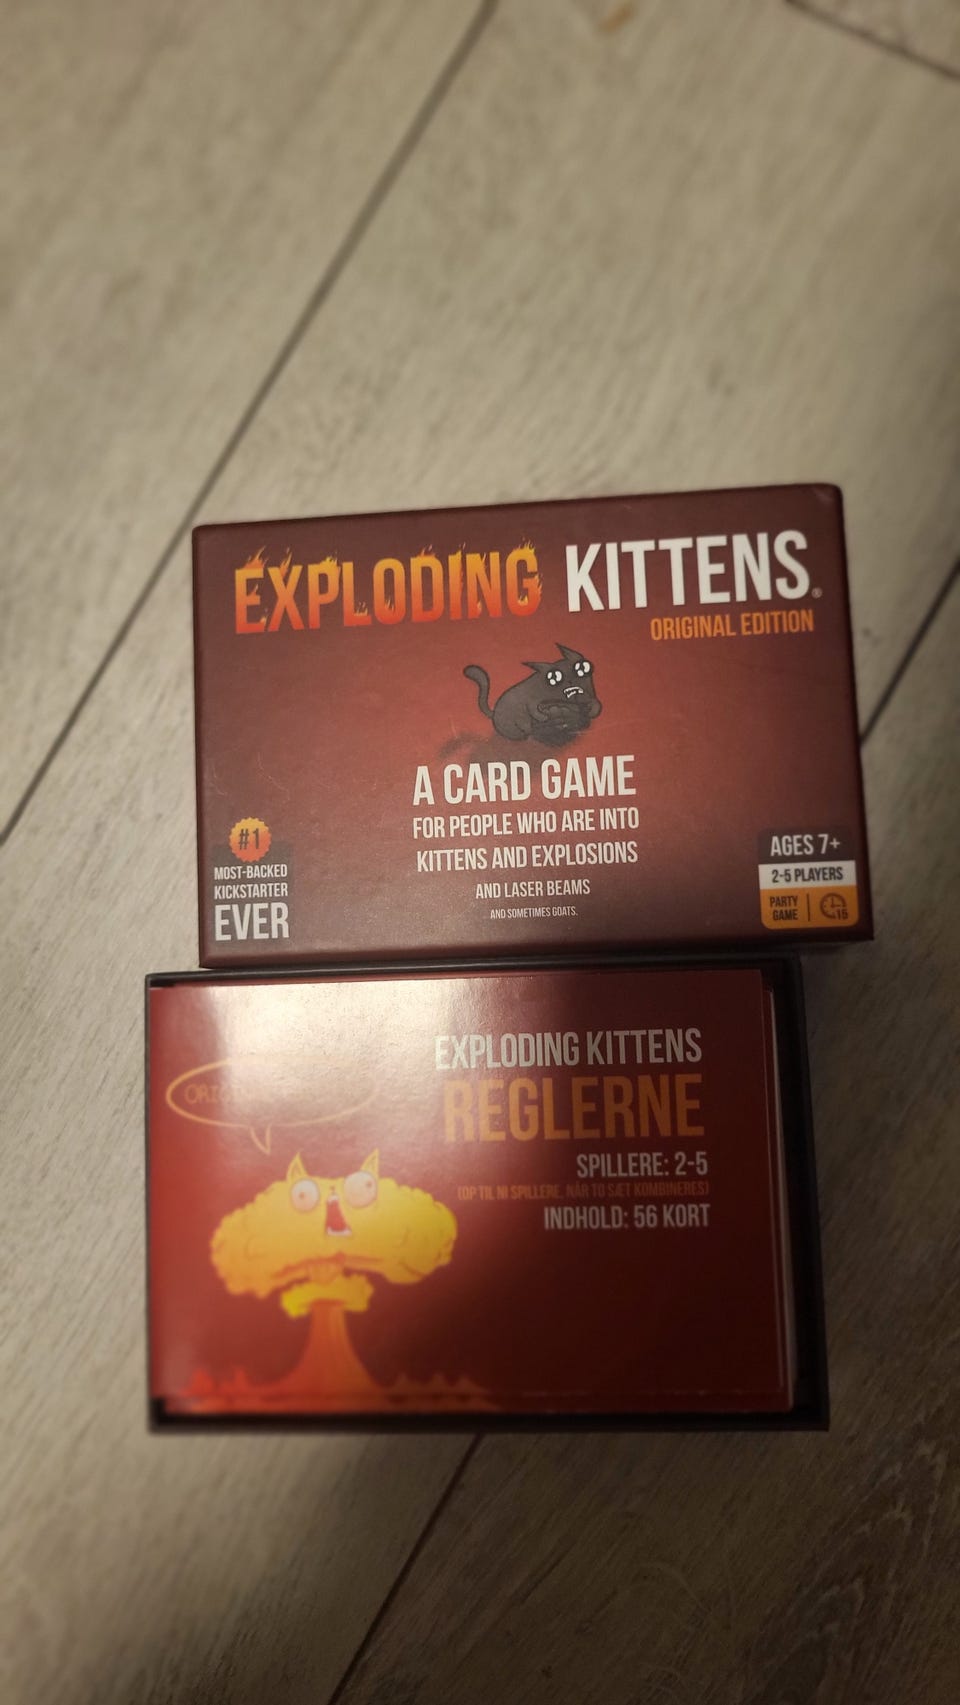 EXPLODING KITTENS®
ORIGINAL EDITION
A CARD GAME
FOR PEOPLE WHO ARE INTO
KITTENS AND EXPLOSIONS
AND LASER BEAMS
AND SOMETIMES GOATS.
#1
MOST-BACKED
KICKSTARTER
EVER
AGES 7+
2-5 PLAYERS
PARTY
GAME
15
EXPLODING KITTENS
REGLERNE
SPILLERE: 2-5
(OP TIL NI SPILLERE, NÅR TO SÆT KOMBINERES)
INDHOLD: 56 KORT